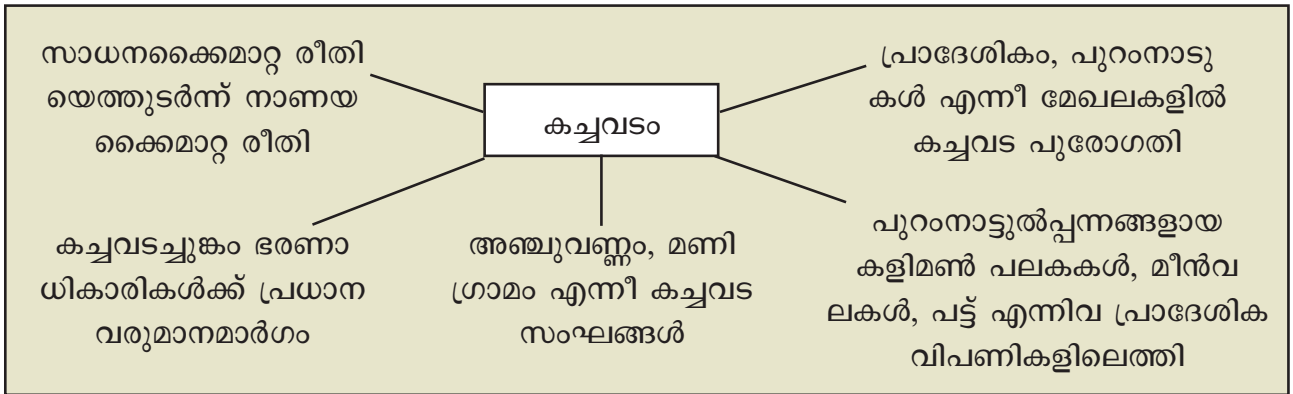 സാധനക്കൈമാറ്റ രീതി
യെത്തുടർന്ന് നാണയ
ക്കൈമാറ്റ രീതി
കച്ചവടം
പ്രാദേശികം, പുറംനാടു
കൾ എന്നീ മേഖലകളിൽ
കച്ചവട പുരോഗതി
കച്ചവടച്ചുങ്കം ഭരണാ
ധികാരികൾക്ക് പ്രധാന
വരുമാനമാർഗം
അഞ്ചുവണ്ണം, മണി
ഗ്രാമം എന്നീ കച്ചവട
സംഘങ്ങൾ
പുറംനാട്ടുൽപ്പന്നങ്ങളായ
കളിമൺ പലകകൾ, മീൻവ
ലകൾ, പട്ട് എന്നിവ പ്രാദേശിക
വിപണികളിലെത്തി